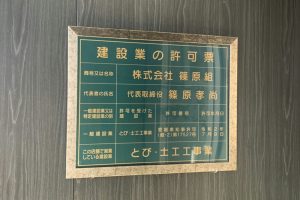 建設業の許可票
商号又は名称 株式会社 篠原組
代表者の氏名 代表取締役 篠原孝尚
一般建設業又は特定建設業の別 許可を受けた建設業 許可番号 許可年月日
一般建設業 とび・土工工事業
この店舗で営業している建設業 とび・土工工事業